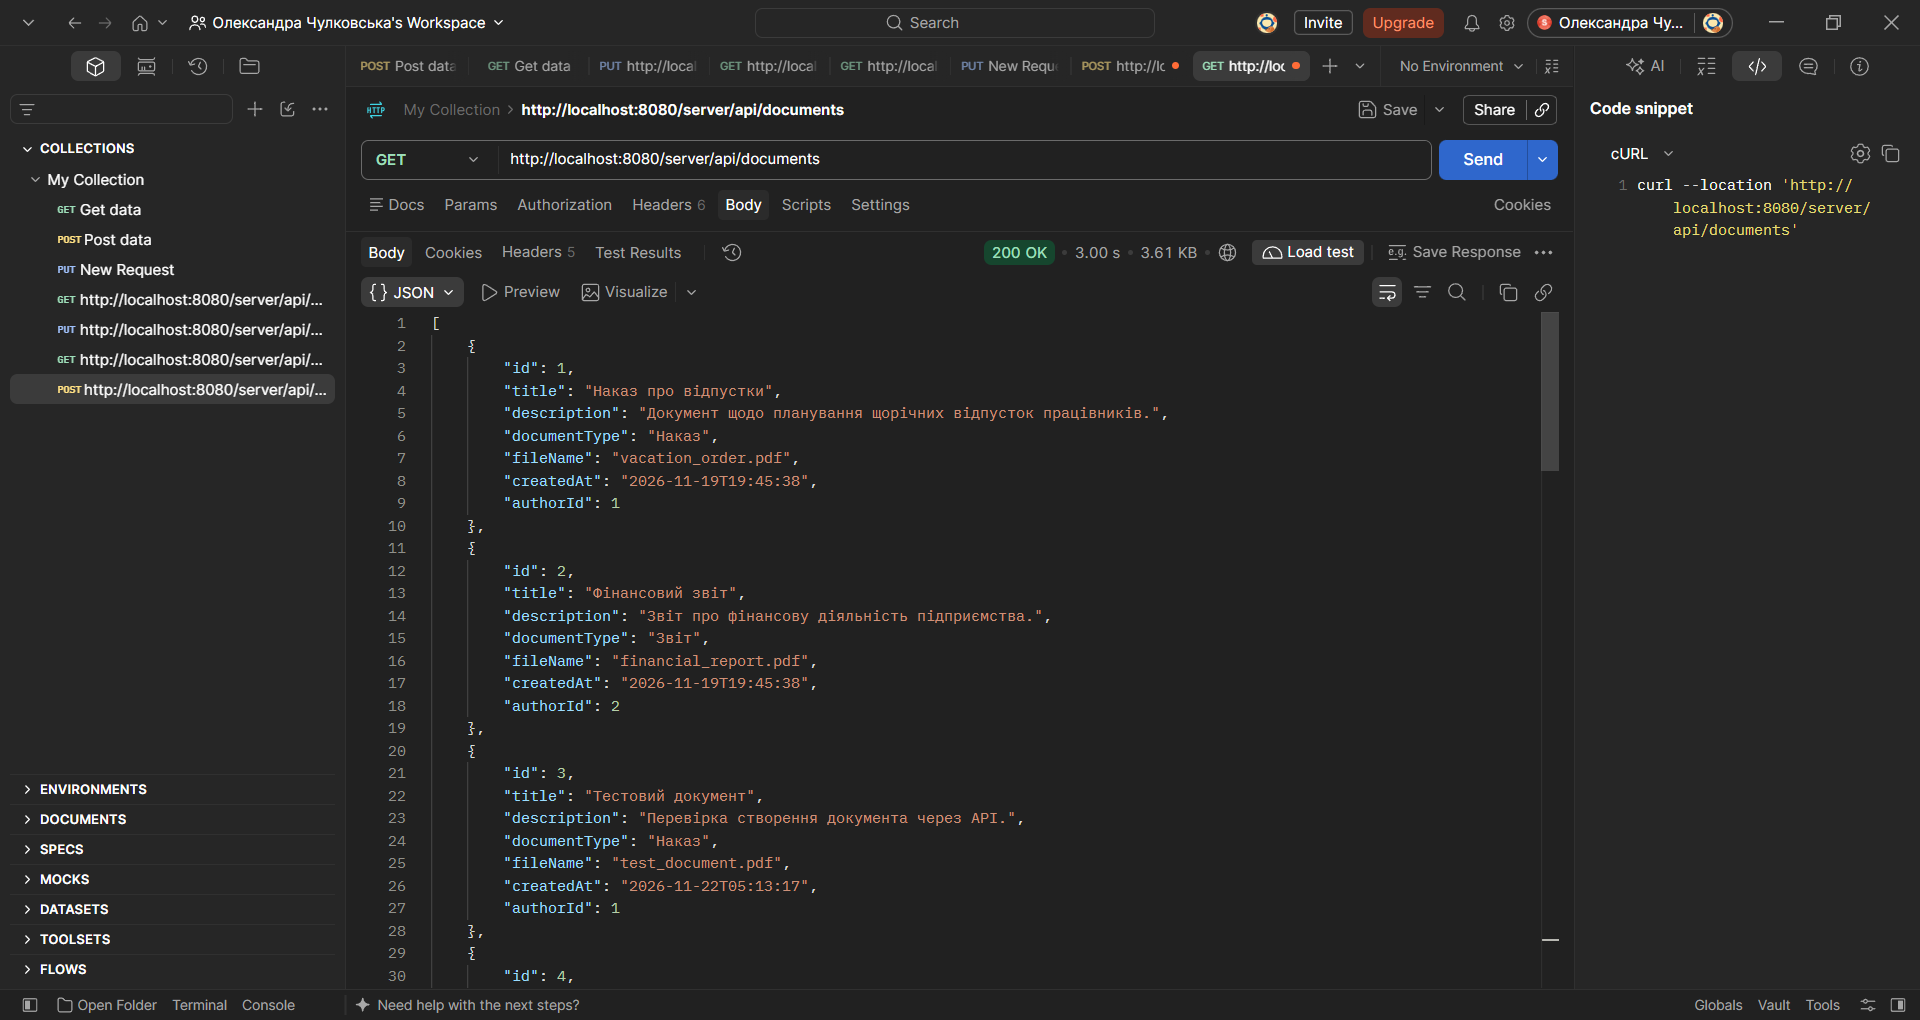 Олександра Чулковська's Workspace
Search
Invite
Upgrade
Олександра Чу...
POST Post data
GET Get data
PUT http://local
GET http://local
GET http://local
PUT New Requ
POST http://lc
GET http://loc
No Environment
AI
My Collection > http://localhost:8080/server/api/documents
Save
Share
Code snippet
COLLECTIONS
My Collection
GET Get data
POST Post data
PUT New Request
GET http://localhost:8080/server/api/...
PUT http://localhost:8080/server/api/...
GET http://localhost:8080/server/api/...
POST http://localhost:8080/server/api/...
ENVIRONMENTS
DOCUMENTS
SPECS
MOCKS
DATASETS
TOOLSETS
FLOWS
GET http://localhost:8080/server/api/documents
Send
Docs Params Authorization Headers 6 Body Scripts Settings
Cookies
Body Cookies Headers 5 Test Results
200 OK • 3.00 s • 3.61 KB
Load test
e.g. Save Response
{} JSON
Preview
Visualize
1 [
2 {
3 "id": 1,
4 "title": "Наказ про відпустки",
5 "description": "Документ щодо планування щорічних відпусток працівників.",
6 "documentType": "Наказ",
7 "fileName": "vacation_order.pdf",
8 "createdAt": "2026-11-19T19:45:38",
9 "authorId": 1
10 },
11 {
12 "id": 2,
13 "title": "Фінансовий звіт",
14 "description": "Звіт про фінансову діяльність підприємства.",
15 "documentType": "Звіт",
16 "fileName": "financial_report.pdf",
17 "createdAt": "2026-11-19T19:45:38",
18 "authorId": 2
19 },
20 {
21 "id": 3,
22 "title": "Тестовий документ",
23 "description": "Перевірка створення документа через API.",
24 "documentType": "Наказ",
25 "fileName": "test_document.pdf",
26 "createdAt": "2026-11-22T05:13:17",
27 "authorId": 1
28 },
29 {
30 "id": 4,
cURL
1 curl --location 'http://
localhost:8080/server/
api/documents'
Open Folder
Terminal
Console
Need help with the next steps?
Globals
Vault
Tools